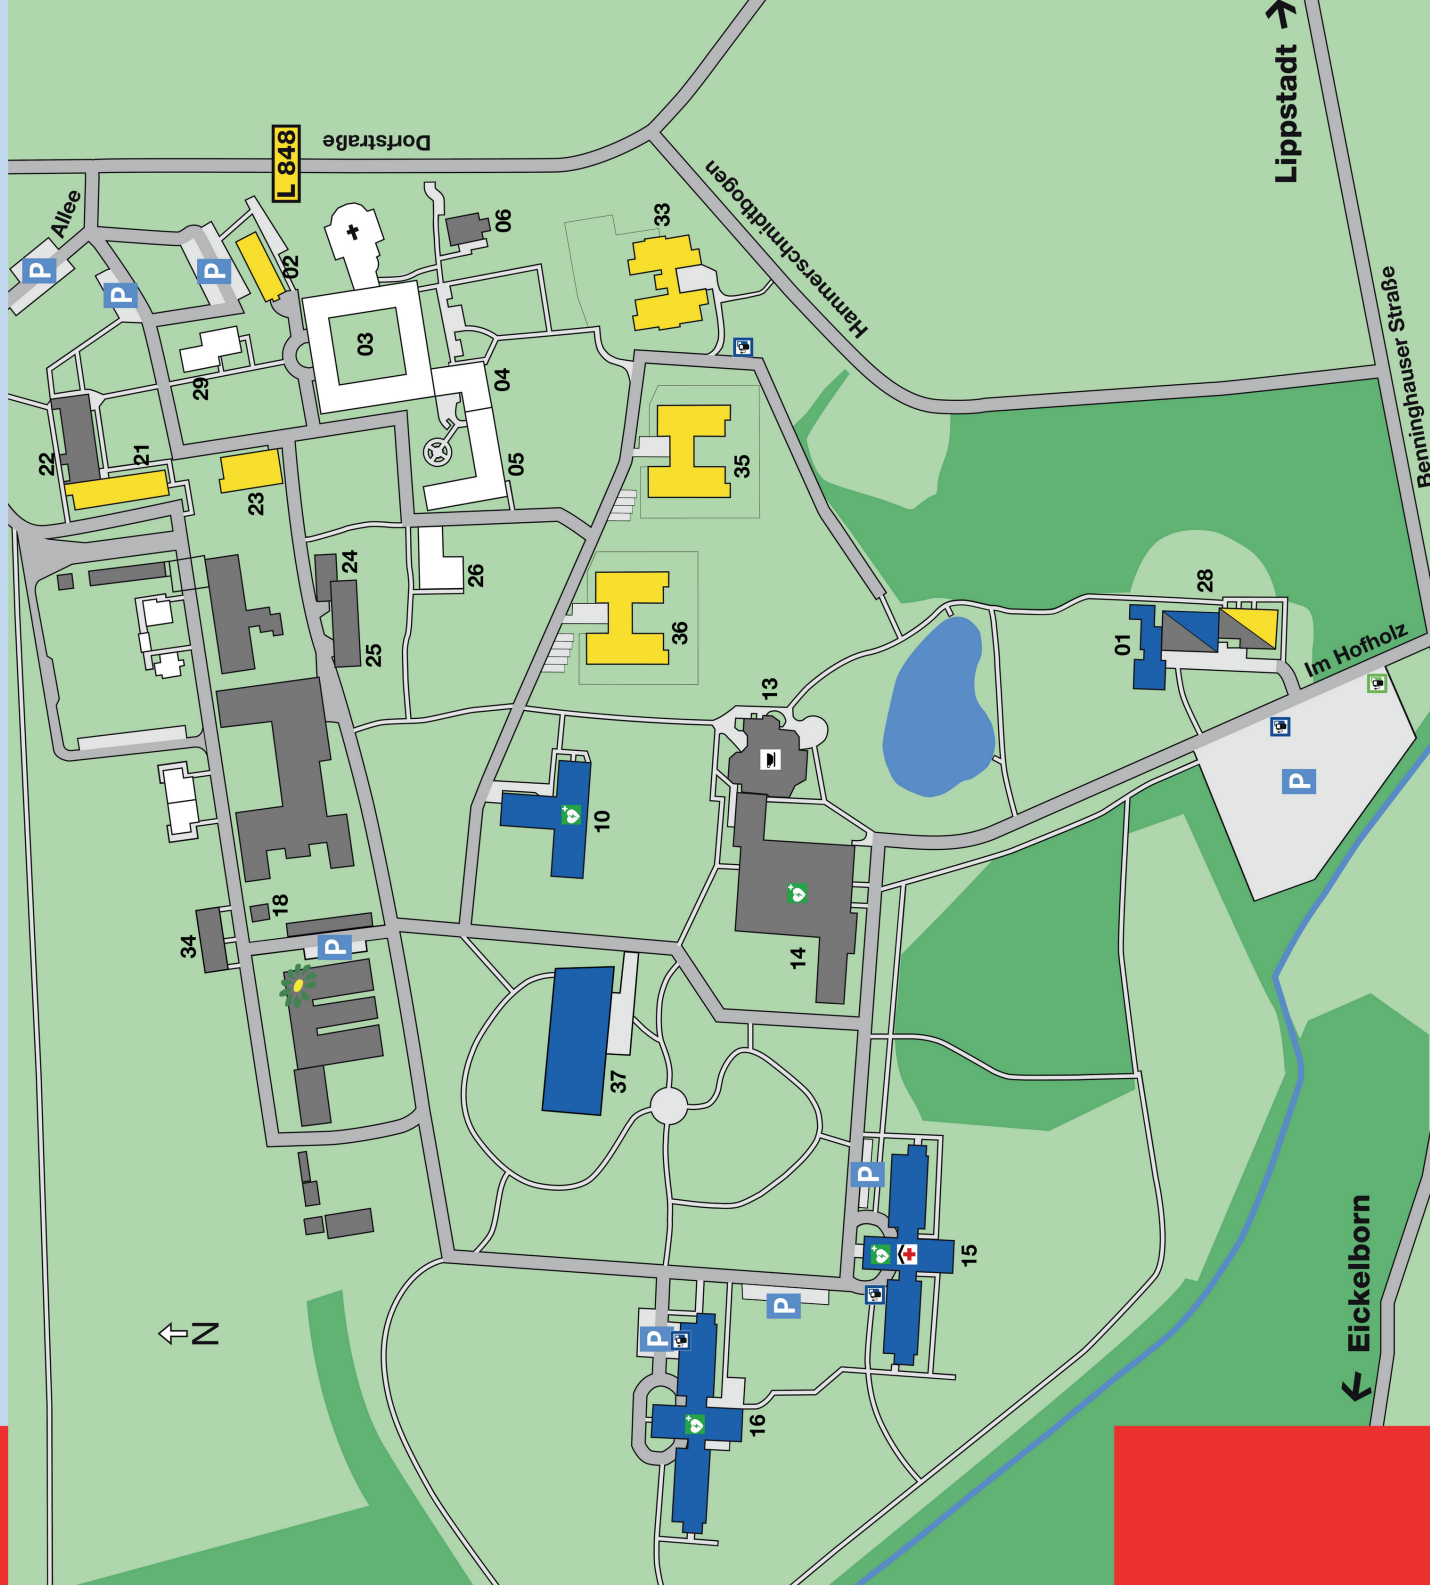 Lippstadt
L 848
Dorfstraße
Allee
P
P
P
Hammerschmidtbogen
Benninghauser Straße
02
06
33
03
29
04
22
21
23
05
35
24
25
26
36
28
01
Im Hofholz
13
10
P
34
18
P
14
37
P
15
P
P
16
N
Eickelborn